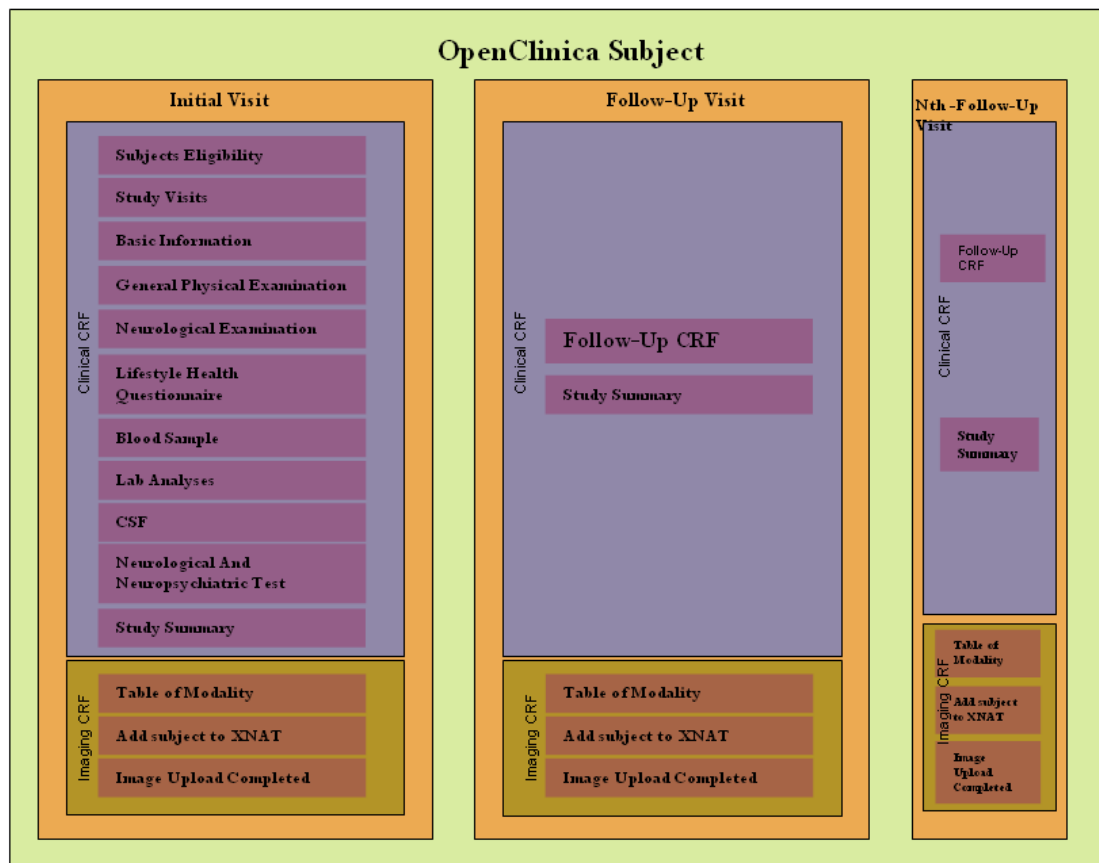 OpenClinica Subject
Initial Visit
Clinical CRF
Subjects Eligibility
Study Visits
Basic Information
General Physical Examination
Neurological Examination
Lifestyle Health
Questionnaire
Blood Sample
Lab Analyses
CSF
Neurological And
Neuropsychiatric Test
Study Summary
Imaging CRF
Table of Modality
Add subject to XNAT
Image Upload Completed
Follow-Up Visit
Clinical CRF
Follow-Up CRF
Study Summary
Imaging CRF
Table of Modality
Add subject to XNAT
Image Upload Completed
Nth -Follow-Up
Visit
Clinical CRF
Follow-Up
CRF
Study
Summary
Imaging CRF
Table of
Modality
Add subject
to XNAT
Image
Upload
Completed